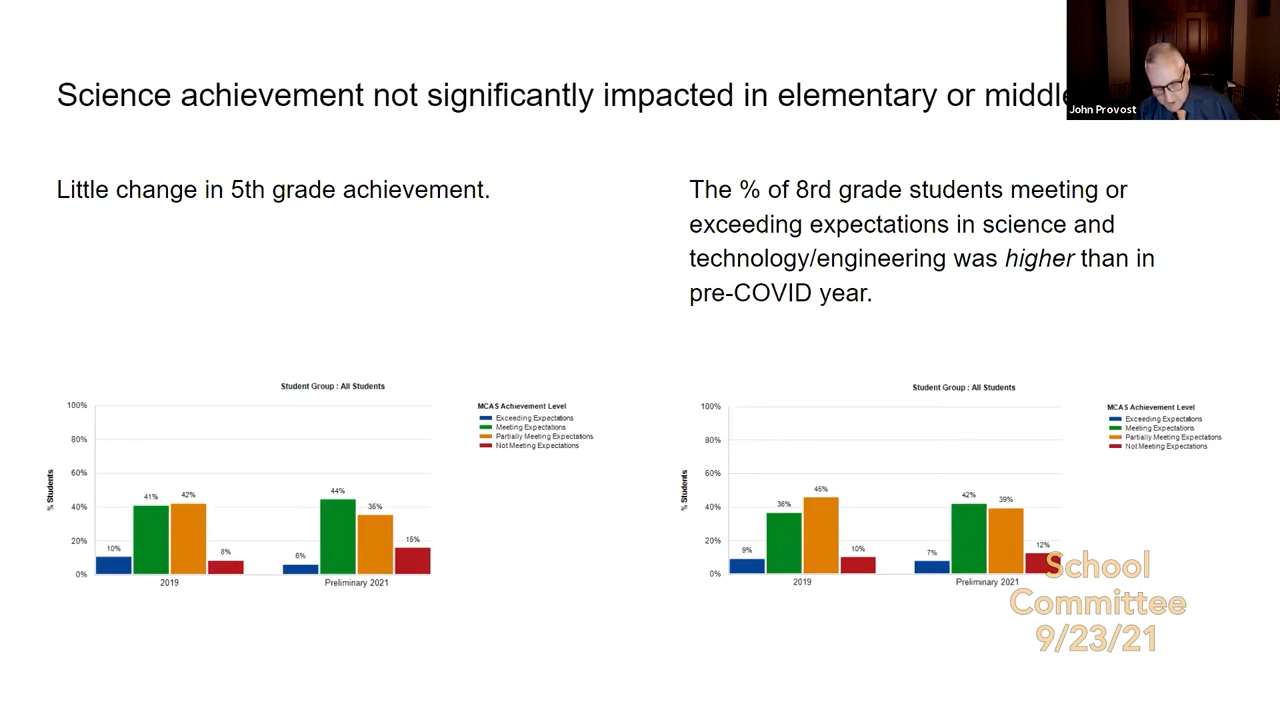 Science achievement not significantly impacted in elementary or middle
John Provost
Little change in 5th grade achievement.
The % of 8rd grade students meeting or
exceeding expectations in science and
technology/engineering was higher than in
pre-COVID year.
Student Group : All Students
MCAS Achievement Level
Exceeding Expectations
Meeting Expectations
Partially Meeting Expectations
Not Meeting Expectations
% Students
100%
80%
60%
40%
20%
0%
10%
41%
42%
8%
6%
44%
36%
15%
2019
Preliminary 2021
Student Group : All Students
MCAS Achievement Level
Exceeding Expectations
Meeting Expectations
Partially Meeting Expectations
Not Meeting Expectations
% Students
100%
80%
60%
40%
20%
0%
9%
36%
45%
10%
7%
42%
39%
12%
2019
Preliminary 2021
School
Committee
9/23/21